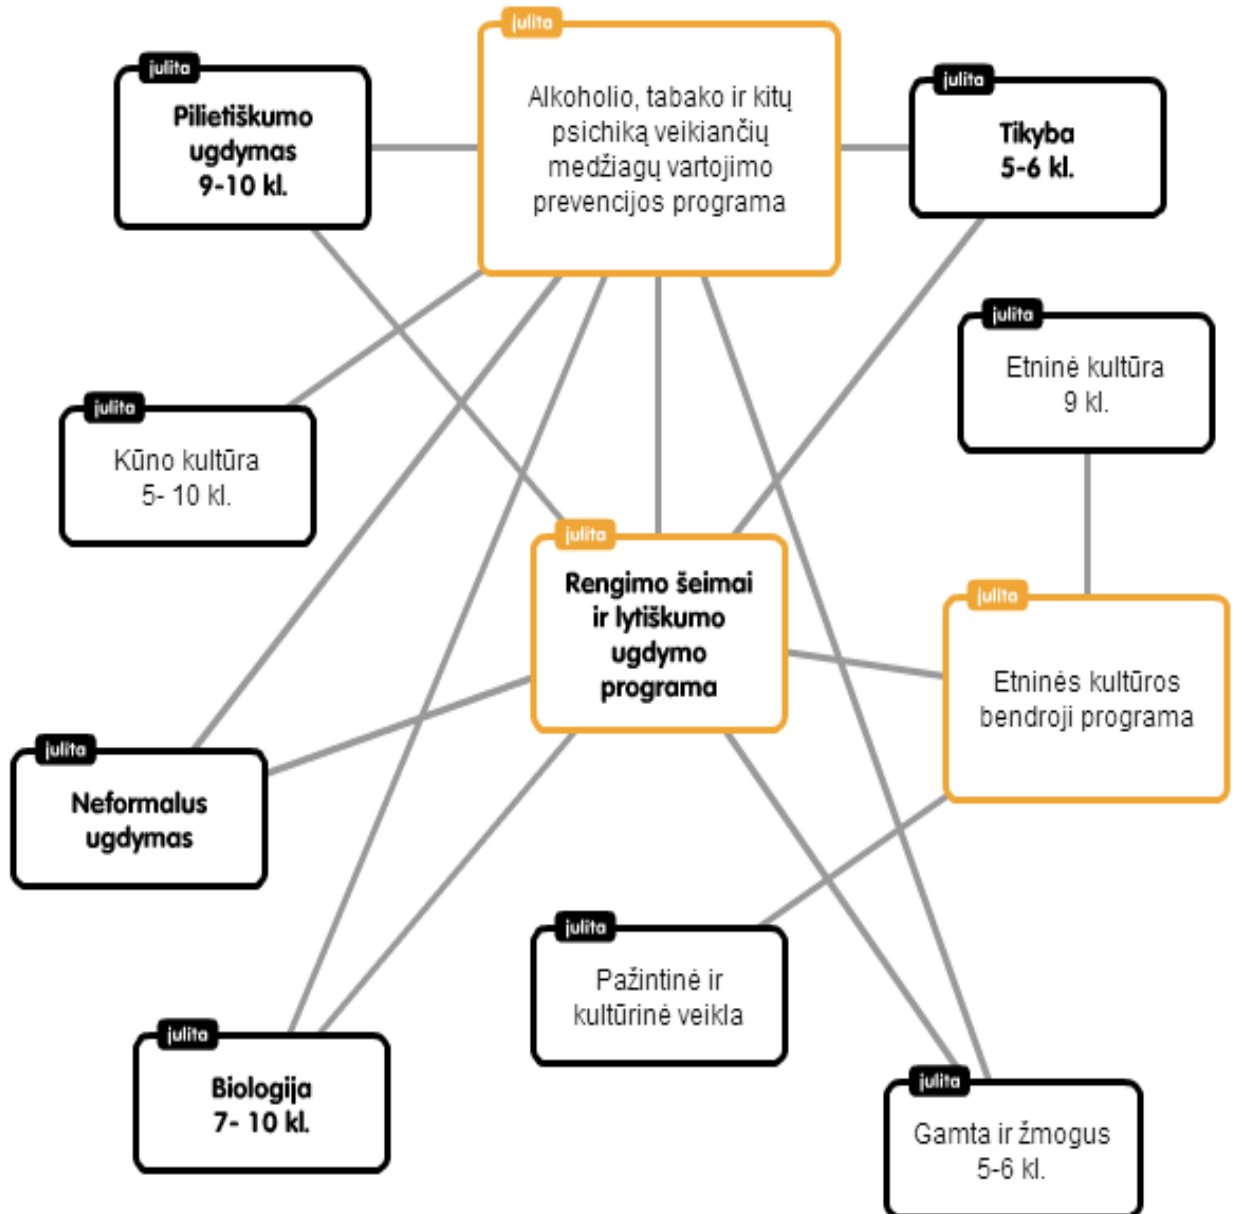 julita
Alkoholio, tabako ir kitų
psichiką veikiančių
medžiagų vartojimo
prevencijos programa
julita
Pilietiškumo
ugdymas
9-10 kl.
julita
Tikyba
5-6 kl.
julita
Etninė kultūra
9 kl.
julita
Kūno kultūra
5- 10 kl.
julita
Rengimo šeimai
ir lytiškumo
ugdymo
programa
julita
Etninės kultūros
bendroji programa
julita
Neformalus
ugdymas
julita
Pažintinė ir
kultūrinė veikla
julita
Biologija
7- 10 kl.
julita
Gamta ir žmogus
5-6 kl.